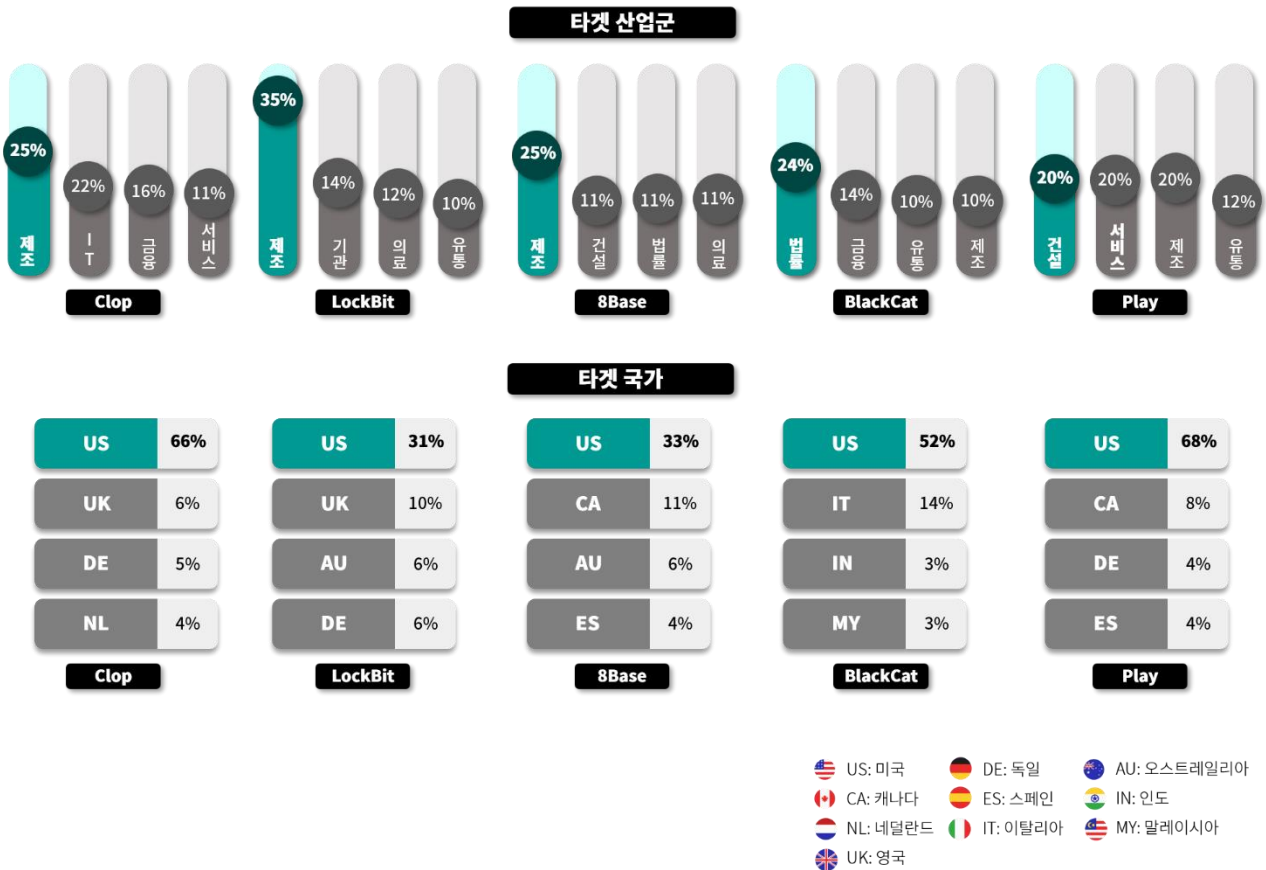 타겟 산업군
25% 22% 16% 11%
제조 IT 금융 서비스
Clop
35% 14% 12% 10%
제조 기관 의료 유통
LockBit
25% 11% 11% 11%
제조 건설 법률 의료
8Base
24% 14% 10% 10%
법률 금융 유통 제조
BlackCat
20% 20% 20% 12%
건설 서비스 제조 유통
Play
타겟 국가
US 66%
UK 6%
DE 5%
NL 4%
Clop
US 31%
UK 10%
AU 6%
DE 6%
LockBit
US 33%
CA 11%
AU 6%
ES 4%
8Base
US 52%
IT 14%
IN 3%
MY 3%
BlackCat
US 68%
CA 8%
DE 4%
ES 4%
Play
US: 미국 DE: 독일 AU: 오스트레일리아
CA: 캐나다 ES: 스페인 IN: 인도
NL: 네덜란드 IT: 이탈리아 MY: 말레이시아
UK: 영국